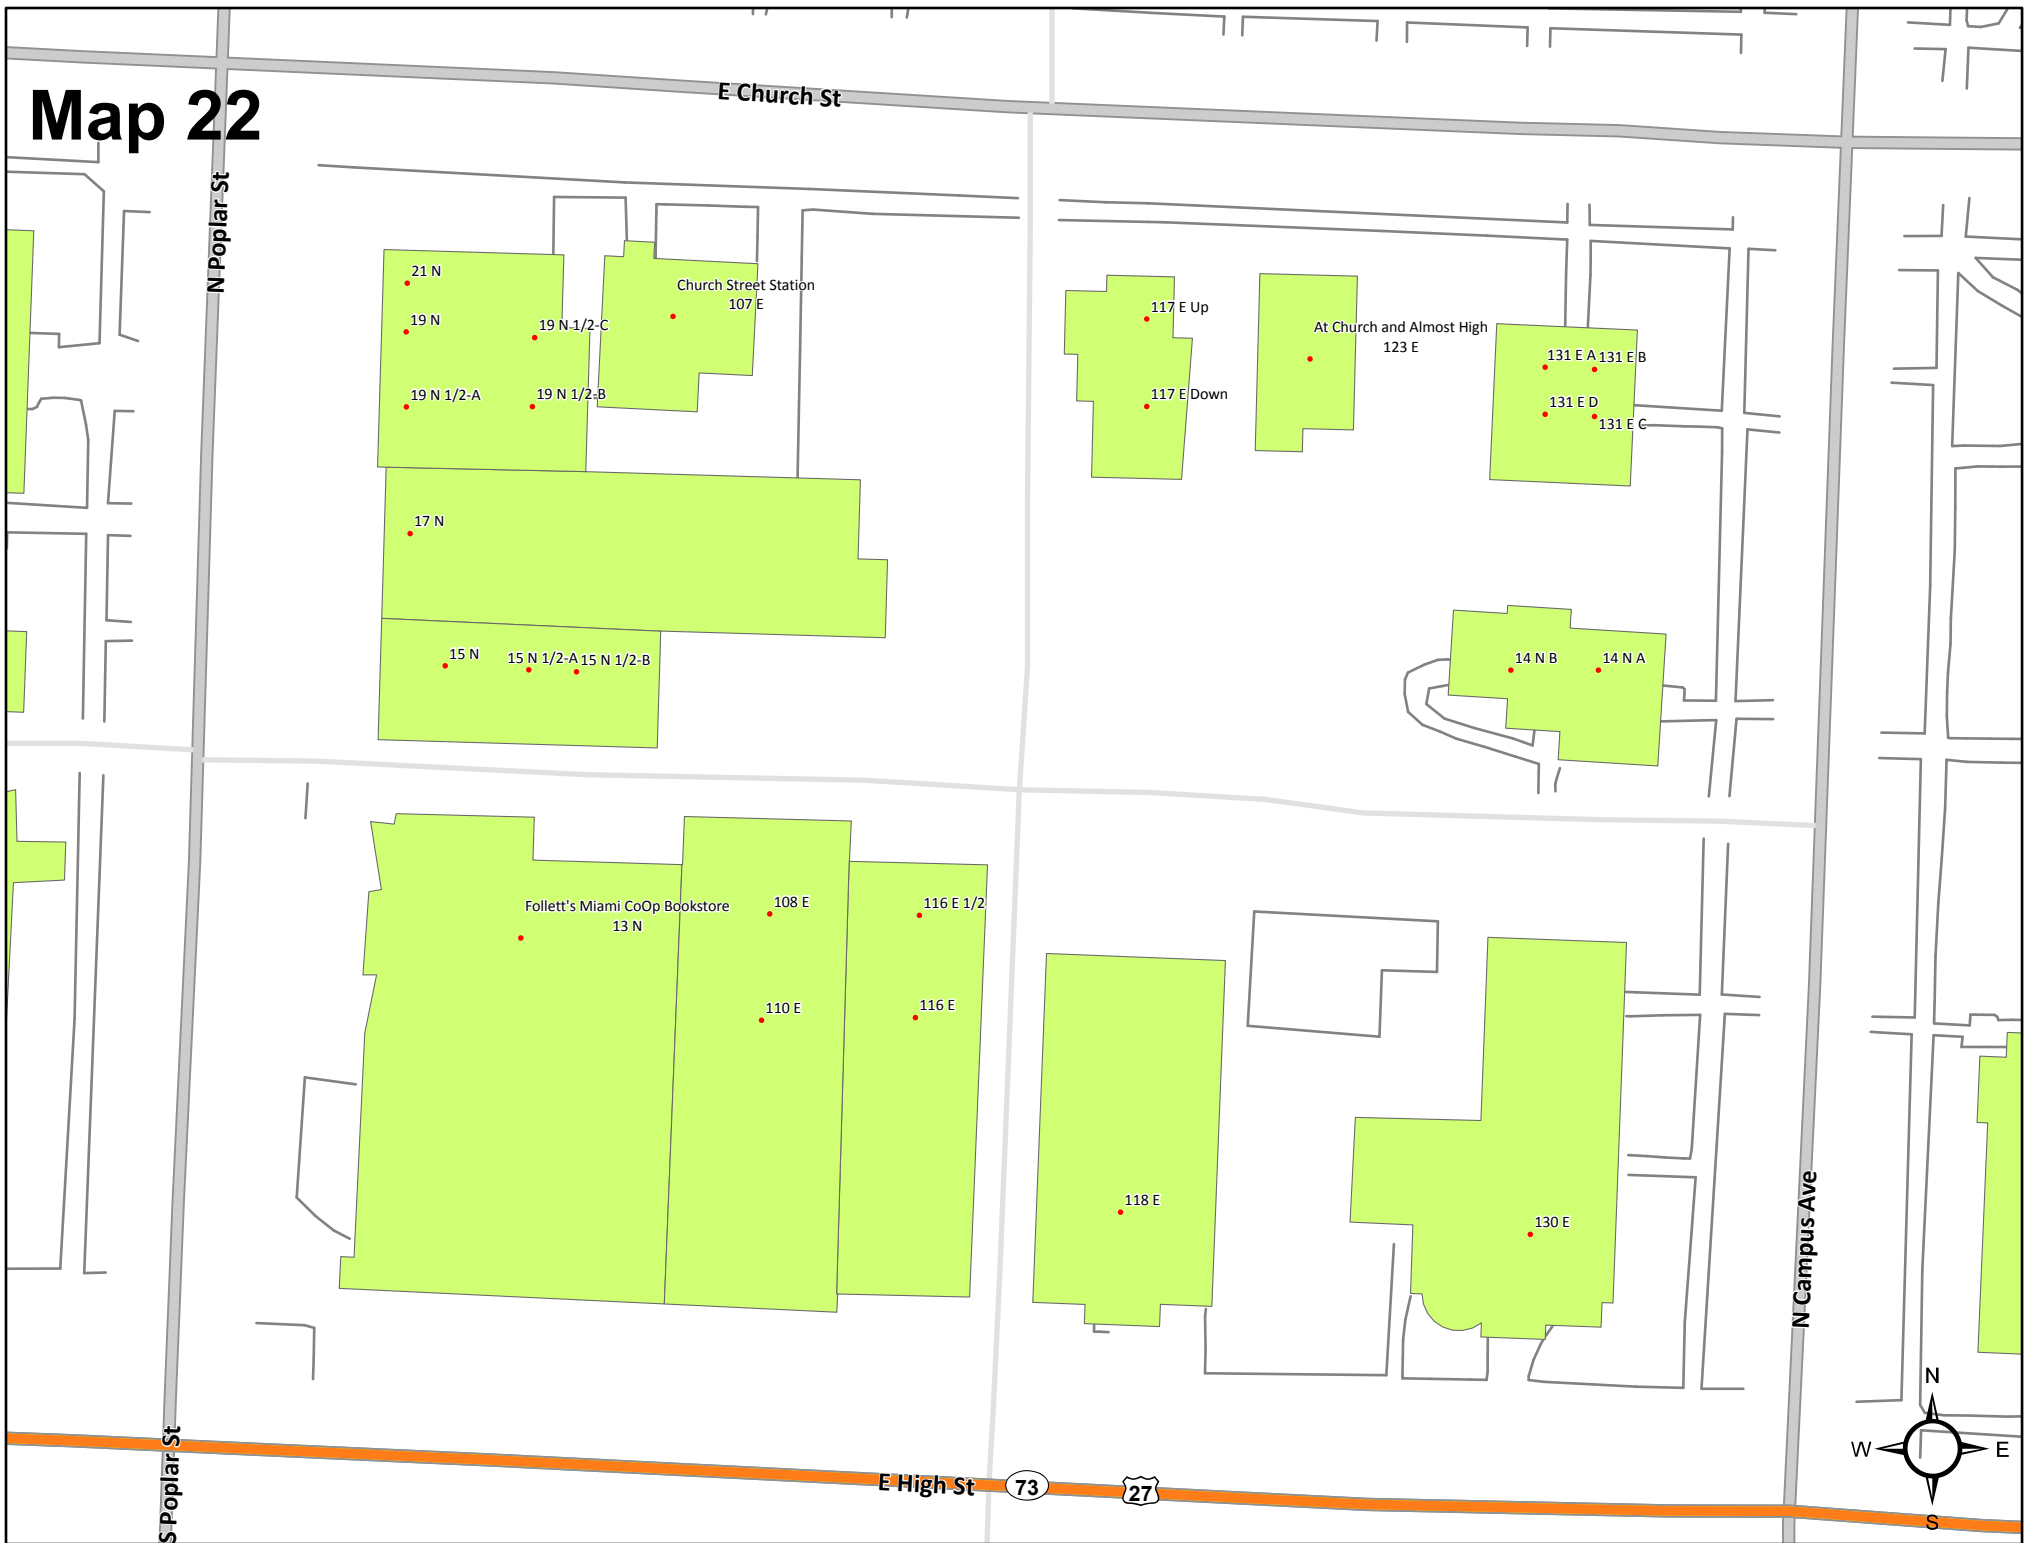 E Church St
Map 22
N Poplar St
21 N
Church Street Station
107 E
19 N
19 N 1/2-C
117 E Up
At Church and Almost High
123 E
131 E A
131 E B
19 N 1/2-A
19 N 1/2-B
117 E Down
131 E D
131 E C
17 N
15 N
15 N 1/2-A
15 N 1/2-B
14 N B
14 N A
Follett's Miami CoOp Bookstore
13 N
108 E
116 E 1/2
110 E
116 E
118 E
130 E
N Campus Ave
S Poplar St
E High St
73
27
N
W
E
S